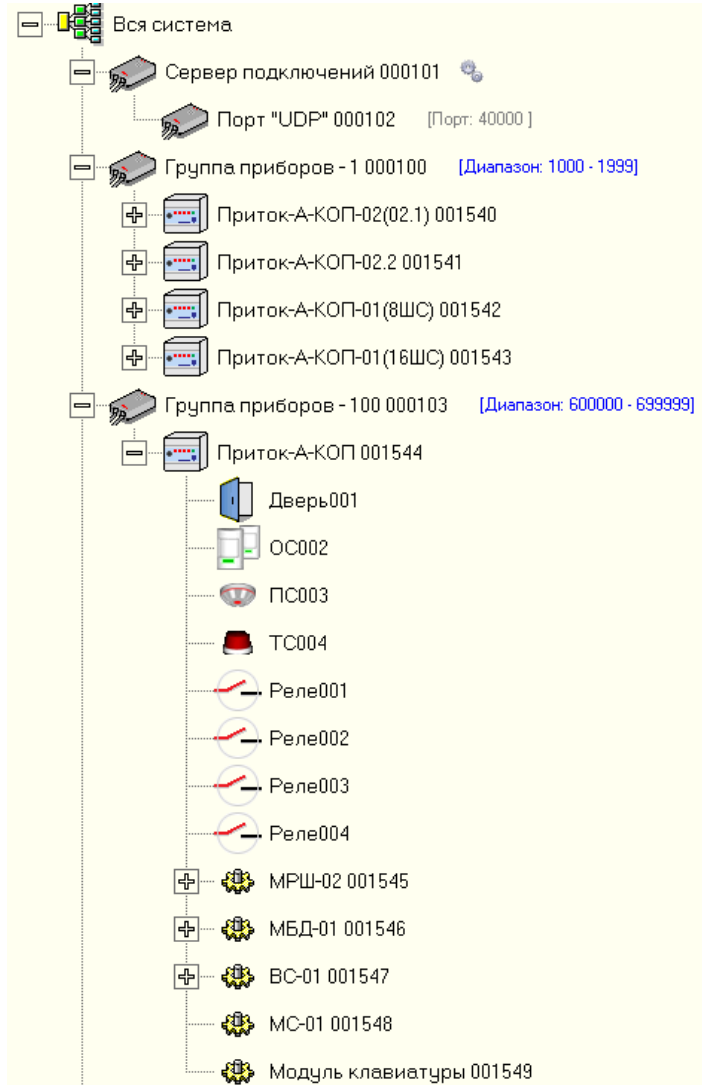 Вся система
Сервер подключений 000101
Порт "UDP" 000102 [Порт: 40000 ]
Группа приборов - 1 000100 [Диапазон: 1000 - 1999]
Приток-А-КОП-02(02.1) 001540
Приток-А-КОП-02.2 001541
Приток-А-КОП-01(8ШС) 001542
Приток-А-КОП-01(16ШС) 001543
Группа приборов - 100 000103 [Диапазон: 600000 - 699999]
Приток-А-КОП 001544
Дверь001
ОС002
ПС003
ТС004
Реле001
Реле002
Реле003
Реле004
МРШ-02 001545
МБД-01 001546
ВС-01 001547
МС-01 001548
Модуль клавиатуры 001549